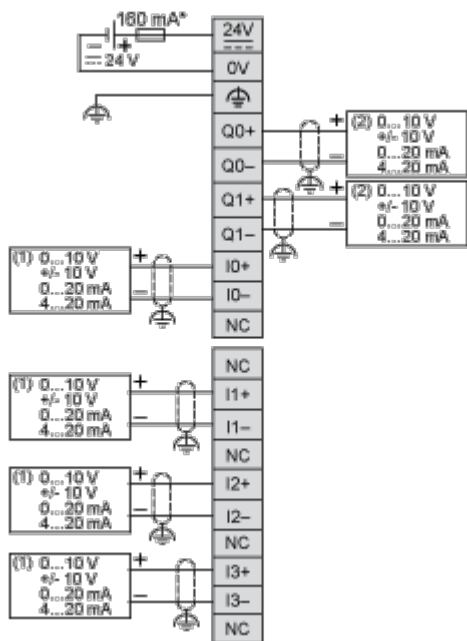 160 mA*
+
24 V
24V
0V
Q0+
Q0–
Q1+
Q1–
I0+
I0–
NC
+ (2) 0...10 V
+/- 10 V
0...20 mA
– 4...20 mA
+ (2) 0...10 V
+/- 10 V
0...20 mA
– 4...20 mA
(1) 0...10 V +
+/- 10 V
0...20 mA –
4...20 mA
NC
I1+
I1–
NC
I2+
I2–
NC
I3+
I3–
NC
(1) 0...10 V +
+/- 10 V
0...20 mA –
4...20 mA
(1) 0...10 V +
+/- 10 V
0...20 mA –
4...20 mA
(1) 0...10 V +
+/- 10 V
0...20 mA –
4...20 mA